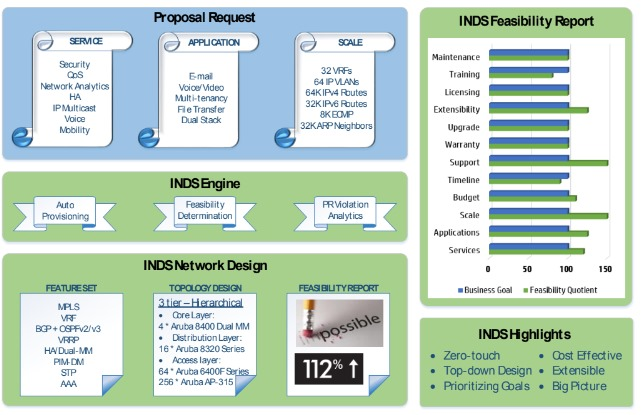 Proposal Request
SERVICE
Security
QoS
Network Analytics
HA
IP Multicast
Voice
Mobility
APPLICATION
E-mail
Voice/Video
Multi-tenancy
File Transfer
Dual Stack
SCALE
32 VRFs
64 IP VLANs
64K IPv4 Routes
32K IPv6 Routes
8K ECMP
32K ARP Neighbors
INDS Engine
Auto
Provisioning
Feasibility
Determination
PR Violation
Analytics
INDS Network Design
FEATURE SET
MPLS
VRF
BGP + OSPFv2/v3
VRRP
HA/Dual-MM
PIM-DM
STP
AAA
TOPOLOGY DESIGN
3 tier – Hierarchical
• Core Layer:
4 * Aruba 8400 Dual MM
• Distribution Layer:
16 * Aruba 8320 Series
• Access layer:
64 * Aruba 6400F Series
256 * Aruba AP-315
FEASIBILITY REPORT
impossible
112% ↑
INDS Feasibility Report
Maintenance
Training
Licensing
Extensibility
Upgrade
Warranty
Support
Timeline
Budget
Scale
Applications
Services
0 50 100 150
Business Goal Feasibility Quotient
INDS Highlights
• Zero-touch
• Top-down Design
• Prioritizing Goals
• Cost Effective
• Extensible
• Big Picture